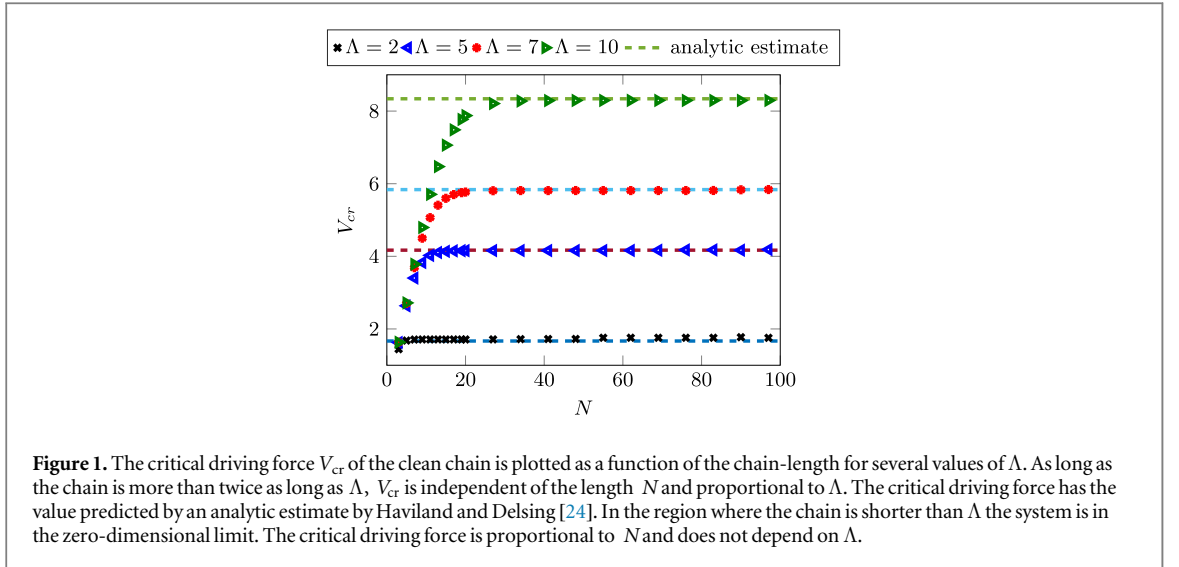 Λ = 2 Λ = 5 Λ = 7 Λ = 10 analytic estimate
8
6
4
2
V_cr
0 20 40 60 80 100
N
Figure 1. The critical driving force V_cr of the clean chain is plotted as a function of the chain-length for several values of Λ. As long as
the chain is more than twice as long as Λ, V_cr is independent of the length N and proportional to Λ. The critical driving force has the
value predicted by an analytic estimate by Haviland and Delsing [24]. In the region where the chain is shorter than Λ the system is in
the zero-dimensional limit. The critical driving force is proportional to N and does not depend on Λ.